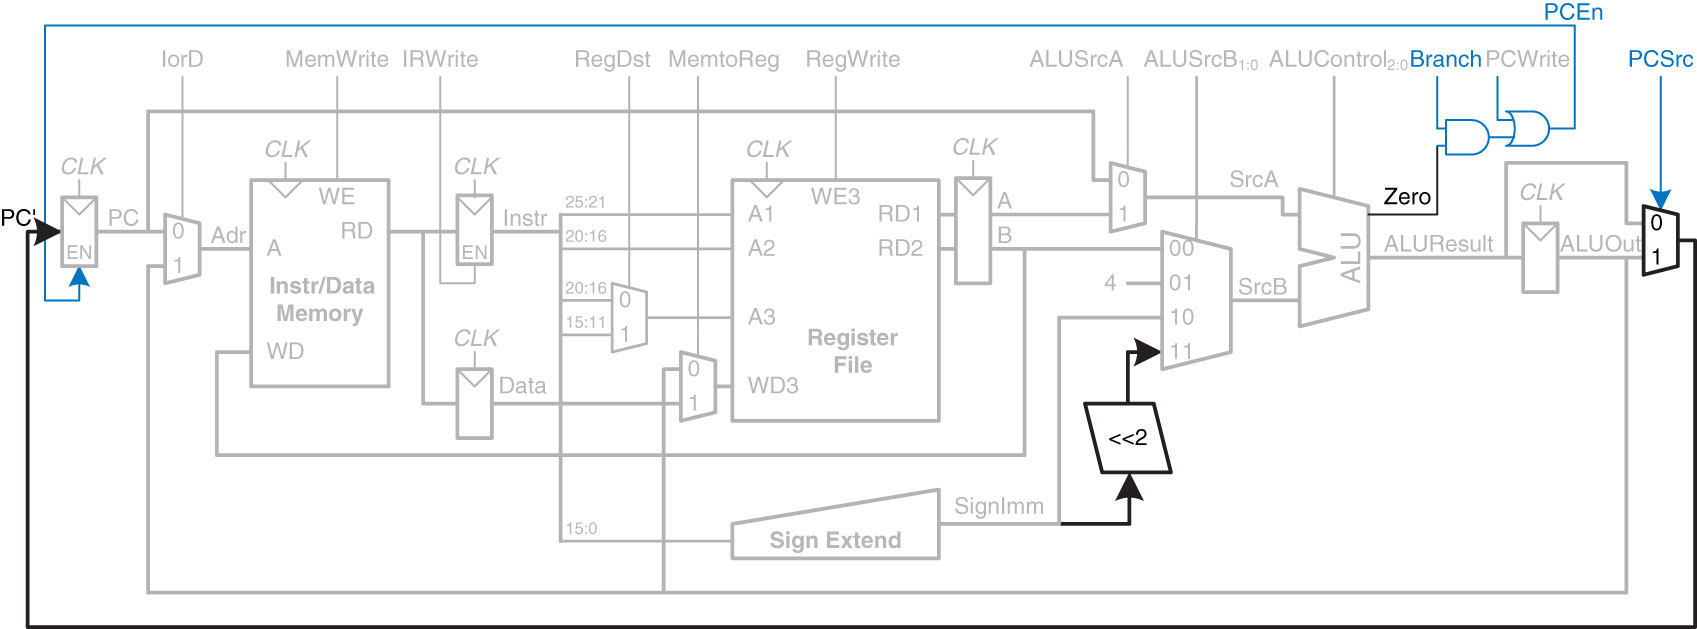 PCEn
IorD MemWrite IRWrite RegDst MemtoReg RegWrite ALUSrcA ALUSrcB1:0 ALUControl2:0 Branch PCWrite PCSrc
CLK CLK CLK CLK CLK
WE WE3 0 CLK
PC' PC EN
0 1 Adr
A RD
Instr/Data
Memory
WD
EN Instr
25:21
20:16
20:16
15:11
15:0
0
1
CLK
Data
0
1
A1 RD1
A2 RD2
A3
WD3
Register
File
A
B
1
SrcA
00
4 01
10
11
SrcB
ALU
Zero
ALUResult
ALUOut
0
1
<<2
SignImm
Sign Extend